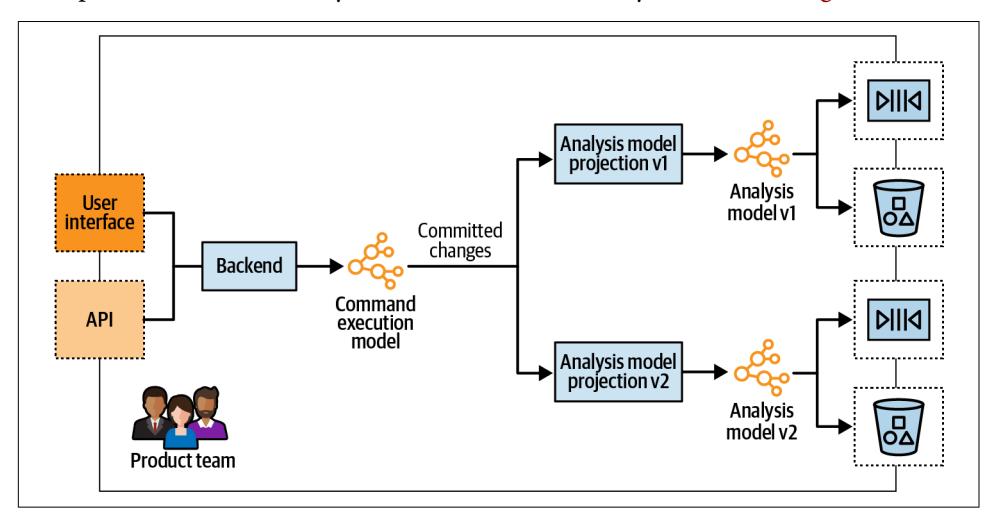 User
interface
API
Backend
Command
execution
model
Committed
changes
Analysis model
projection v1
Analysis
model v1
Analysis model
projection v2
Analysis
model v2
Product team